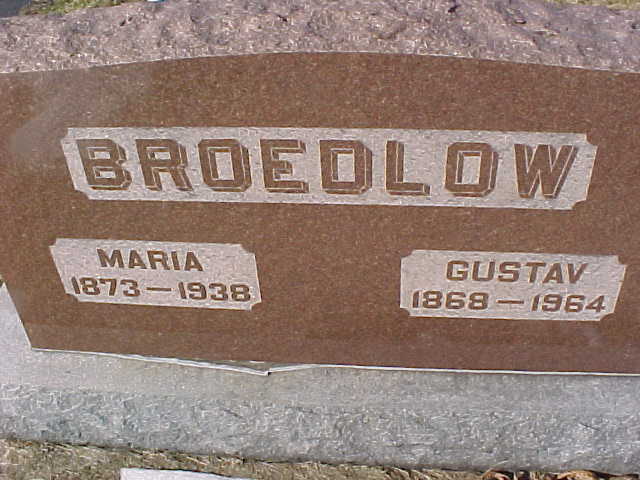 BROEDLOW
MARIA
1873 — 1938
GUSTAV
1868 — 1964